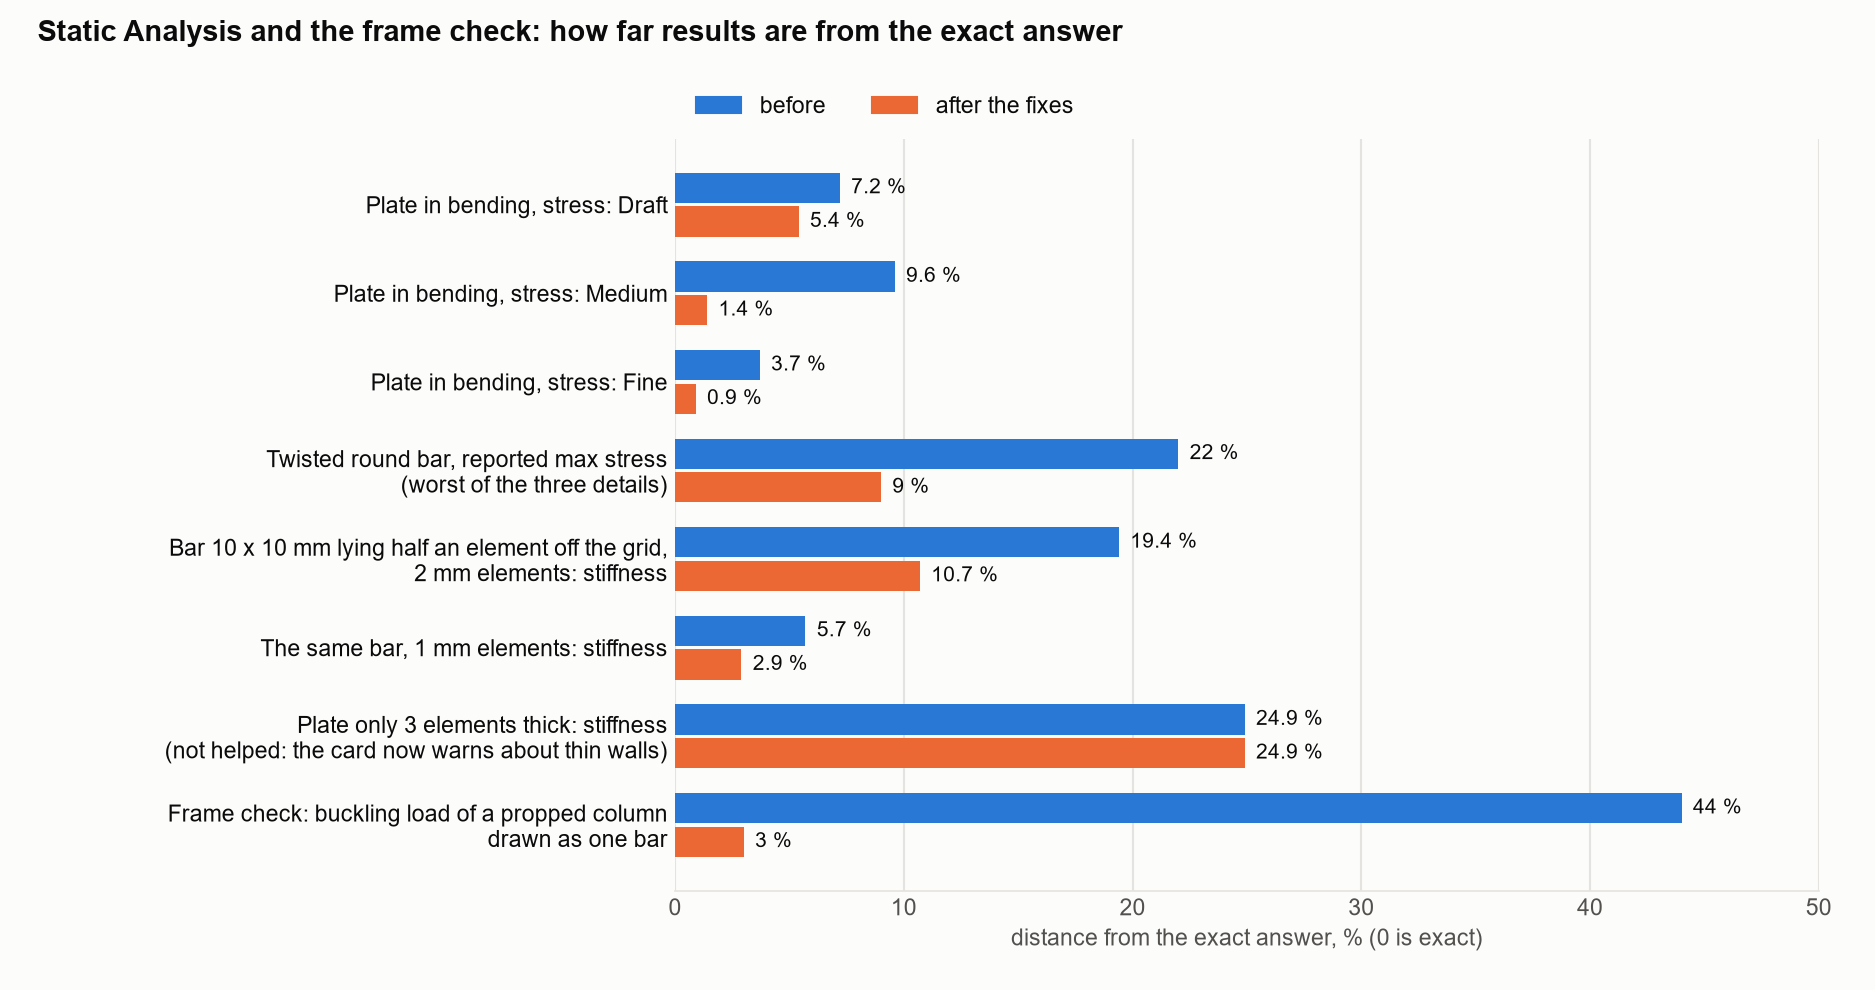 Static Analysis and the frame check: how far results are from the exact answer
before
after the fixes
Plate in bending, stress: Draft
7.2 %
5.4 %
Plate in bending, stress: Medium
9.6 %
1.4 %
Plate in bending, stress: Fine
3.7 %
0.9 %
Twisted round bar, reported max stress
(worst of the three details)
22 %
9 %
Bar 10 x 10 mm lying half an element off the grid,
2 mm elements: stiffness
19.4 %
10.7 %
The same bar, 1 mm elements: stiffness
5.7 %
2.9 %
Plate only 3 elements thick: stiffness
(not helped: the card now warns about thin walls)
24.9 %
24.9 %
Frame check: buckling load of a propped column
drawn as one bar
44 %
3 %
0
10
20
30
40
50
distance from the exact answer, % (0 is exact)